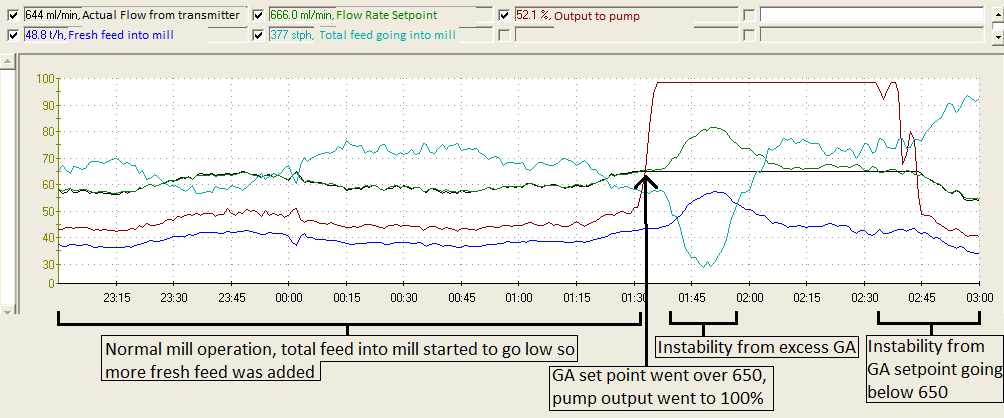 644 ml/min, Actual Flow from transmitter
666.0 ml/min, Flow Rate Setpoint
52.1 %, Output to pump
48.8 t/h, Fresh feed into mill
377 stph, Total feed going into mill
100
90
80
70
60
50
40
30
0
23:15 23:30 23:45 00:00 00:15 00:30 00:45 01:00 01:15 01:30 01:45 02:00 02:15 02:30 02:45 03:00
Normal mill operation, total feed into mill started to go low so
more fresh feed was added
GA set point went over 650,
pump output went to 100%
Instability from excess GA
Instability from
GA setpoint going
below 650